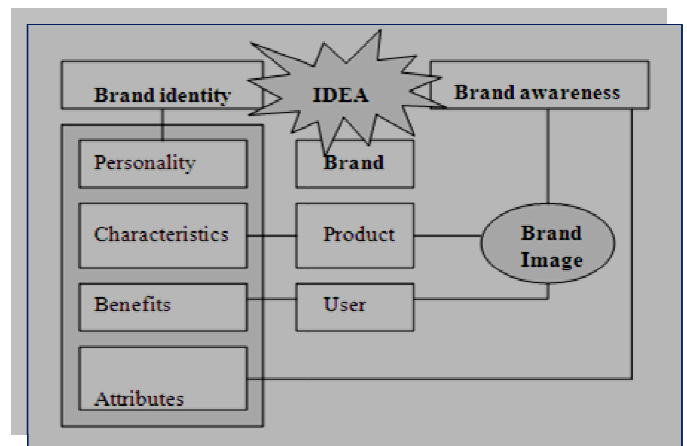 Brand identity
IDEA
Brand awareness
Personality
Brand
Characteristics
Product
Brand
Image
Benefits
User
Attributes